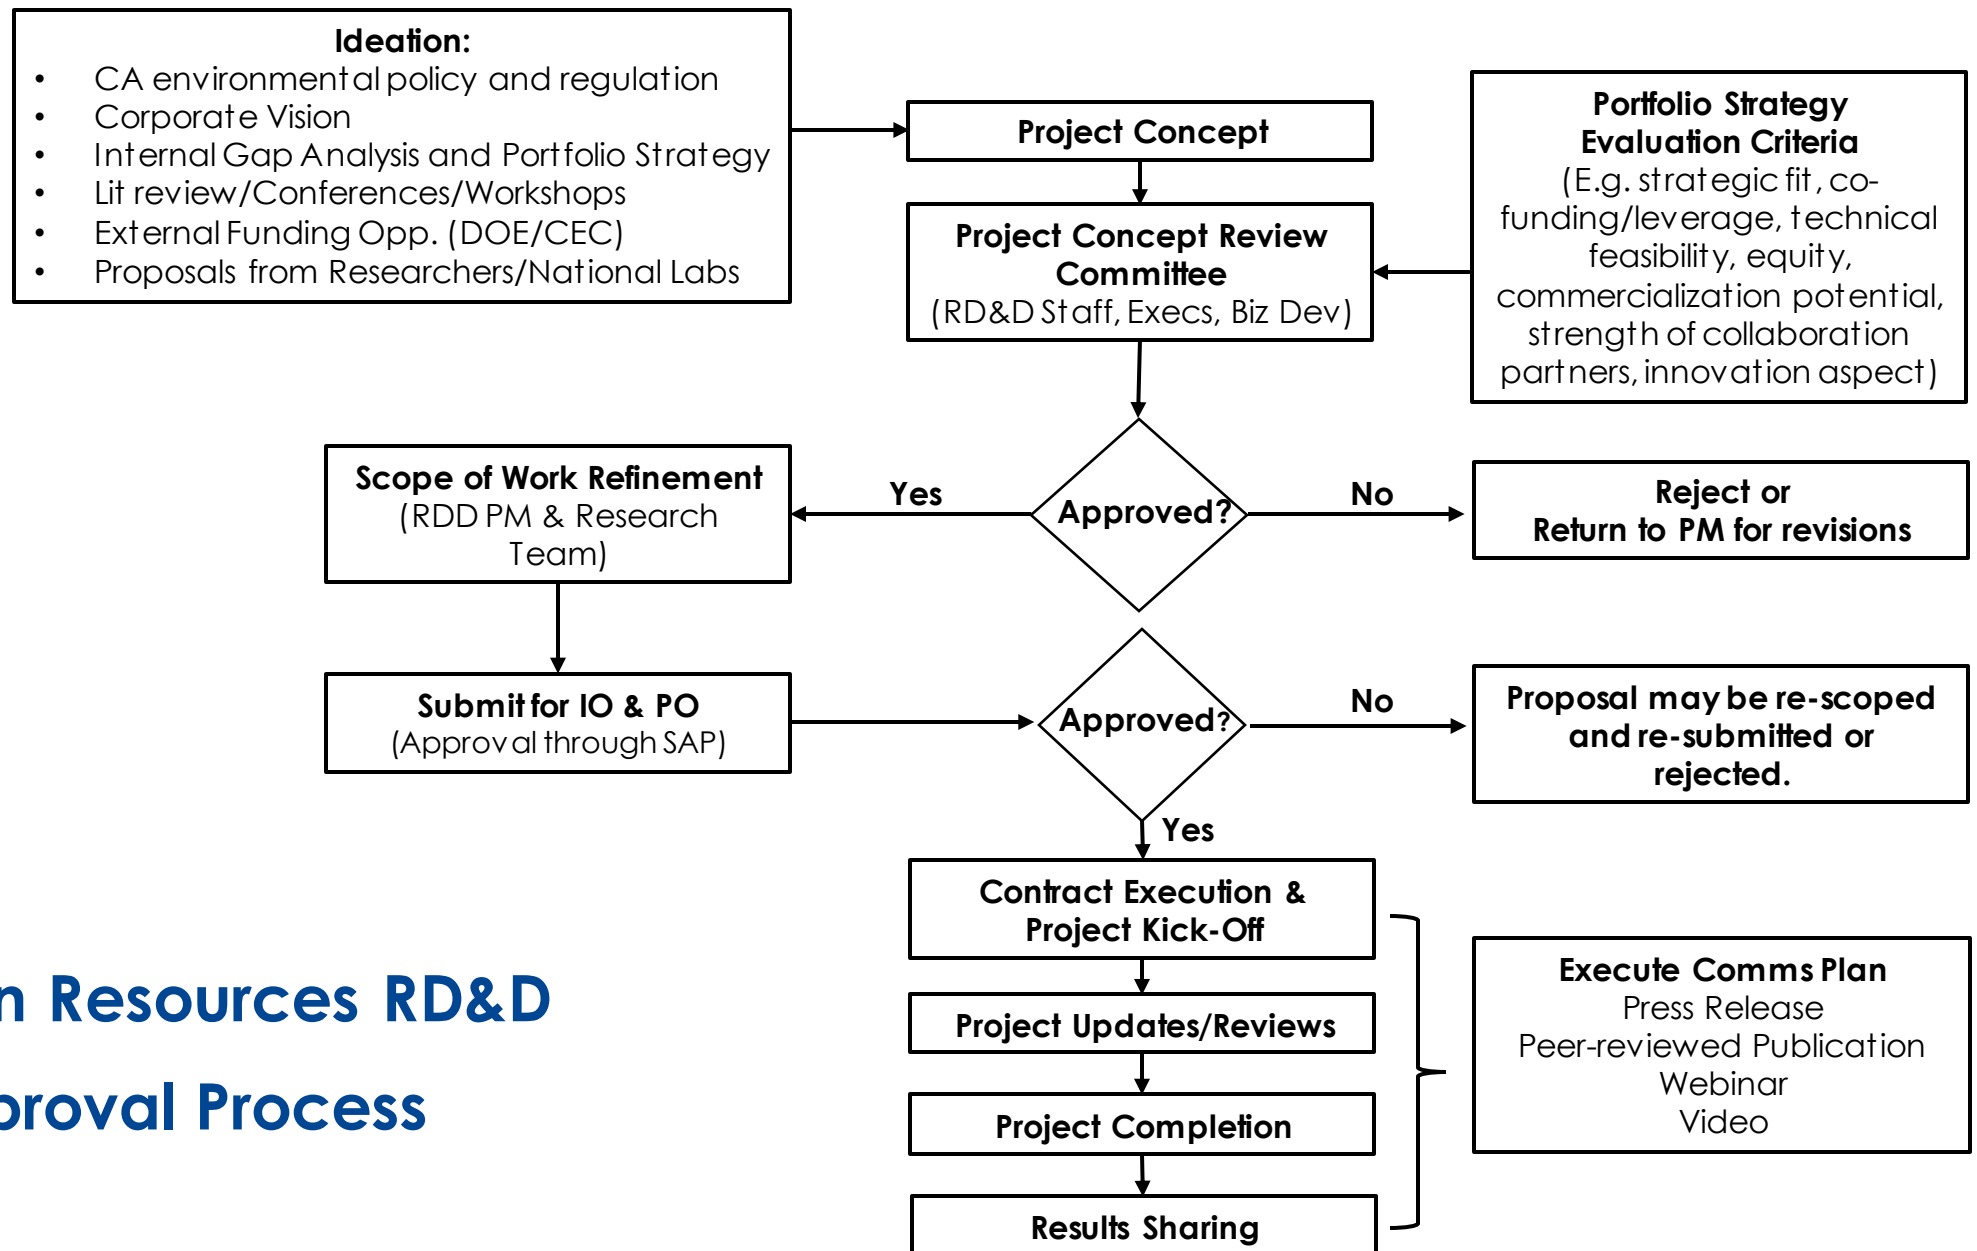 Ideation:
• CA environmental policy and regulation
• Corporate Vision
• Internal Gap Analysis and Portfolio Strategy
• Lit review/Conferences/Workshops
• External Funding Opp. (DOE/CEC)
• Proposals from Researchers/National Labs
Project Concept
Project Concept Review
Committee
(RD&D Staff, Execs, Biz Dev)
Portfolio Strategy
Evaluation Criteria
(E.g. strategic fit, co-
funding/leverage, technical
feasibility, equity,
commercialization potential,
strength of collaboration
partners, innovation aspect)
Approved?
Yes
No
Scope of Work Refinement
(RDD PM & Research
Team)
Reject or
Return to PM for revisions
Submit for IO & PO
(Approval through SAP)
Approved?
No
Yes
Proposal may be re-scoped
and re-submitted or
rejected.
Contract Execution &
Project Kick-Off
Project Updates/Reviews
Project Completion
Results Sharing
Execute Comms Plan
Press Release
Peer-reviewed Publication
Webinar
Video
n Resources RD&D
proval Process